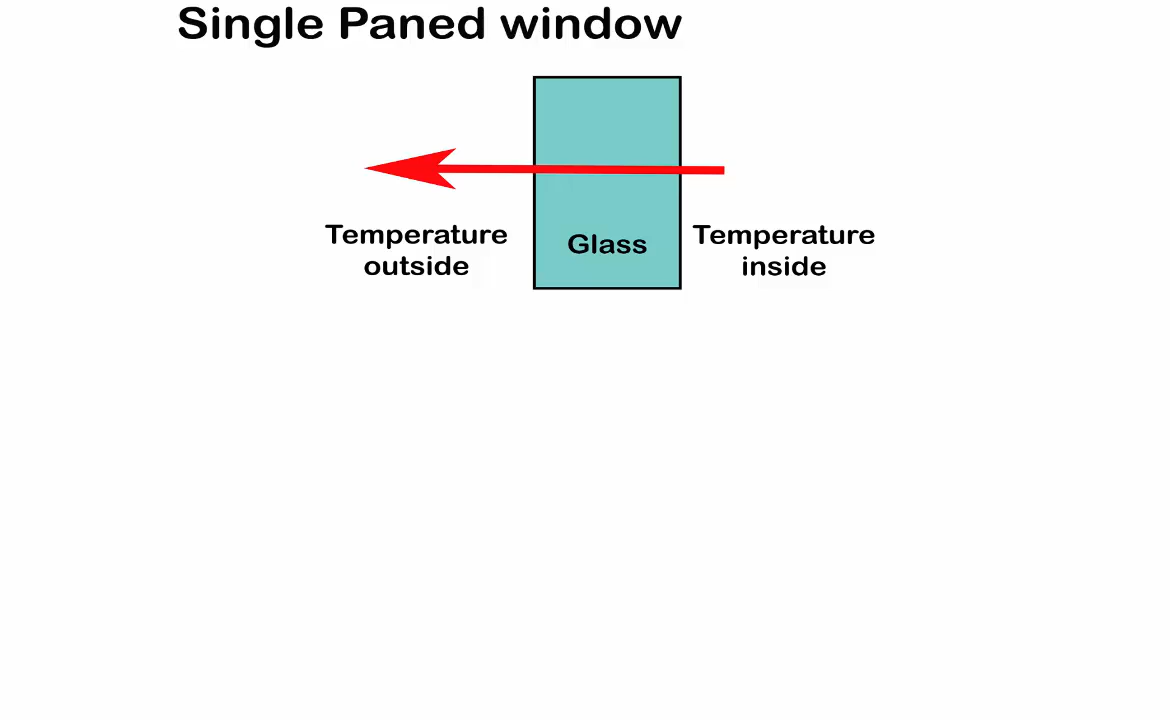 Single Paned window
Temperature
outside
Glass
Temperature
inside